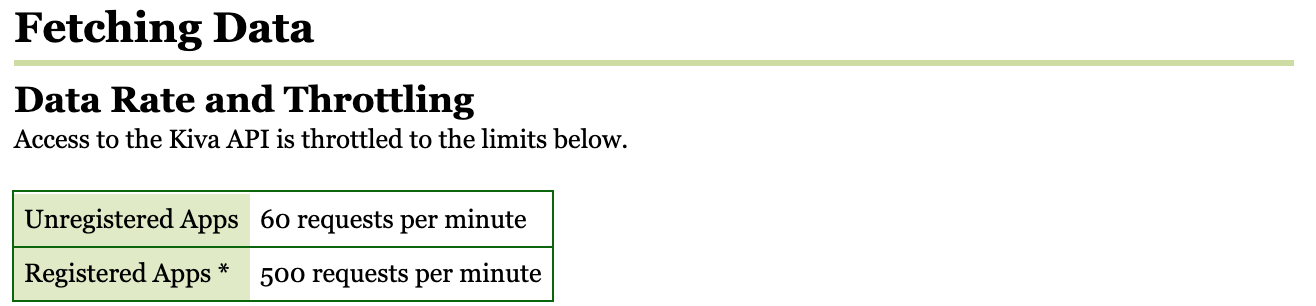 Fetching Data
Data Rate and Throttling
Access to the Kiva API is throttled to the limits below.
Unregistered Apps 60 requests per minute
Registered Apps * 500 requests per minute